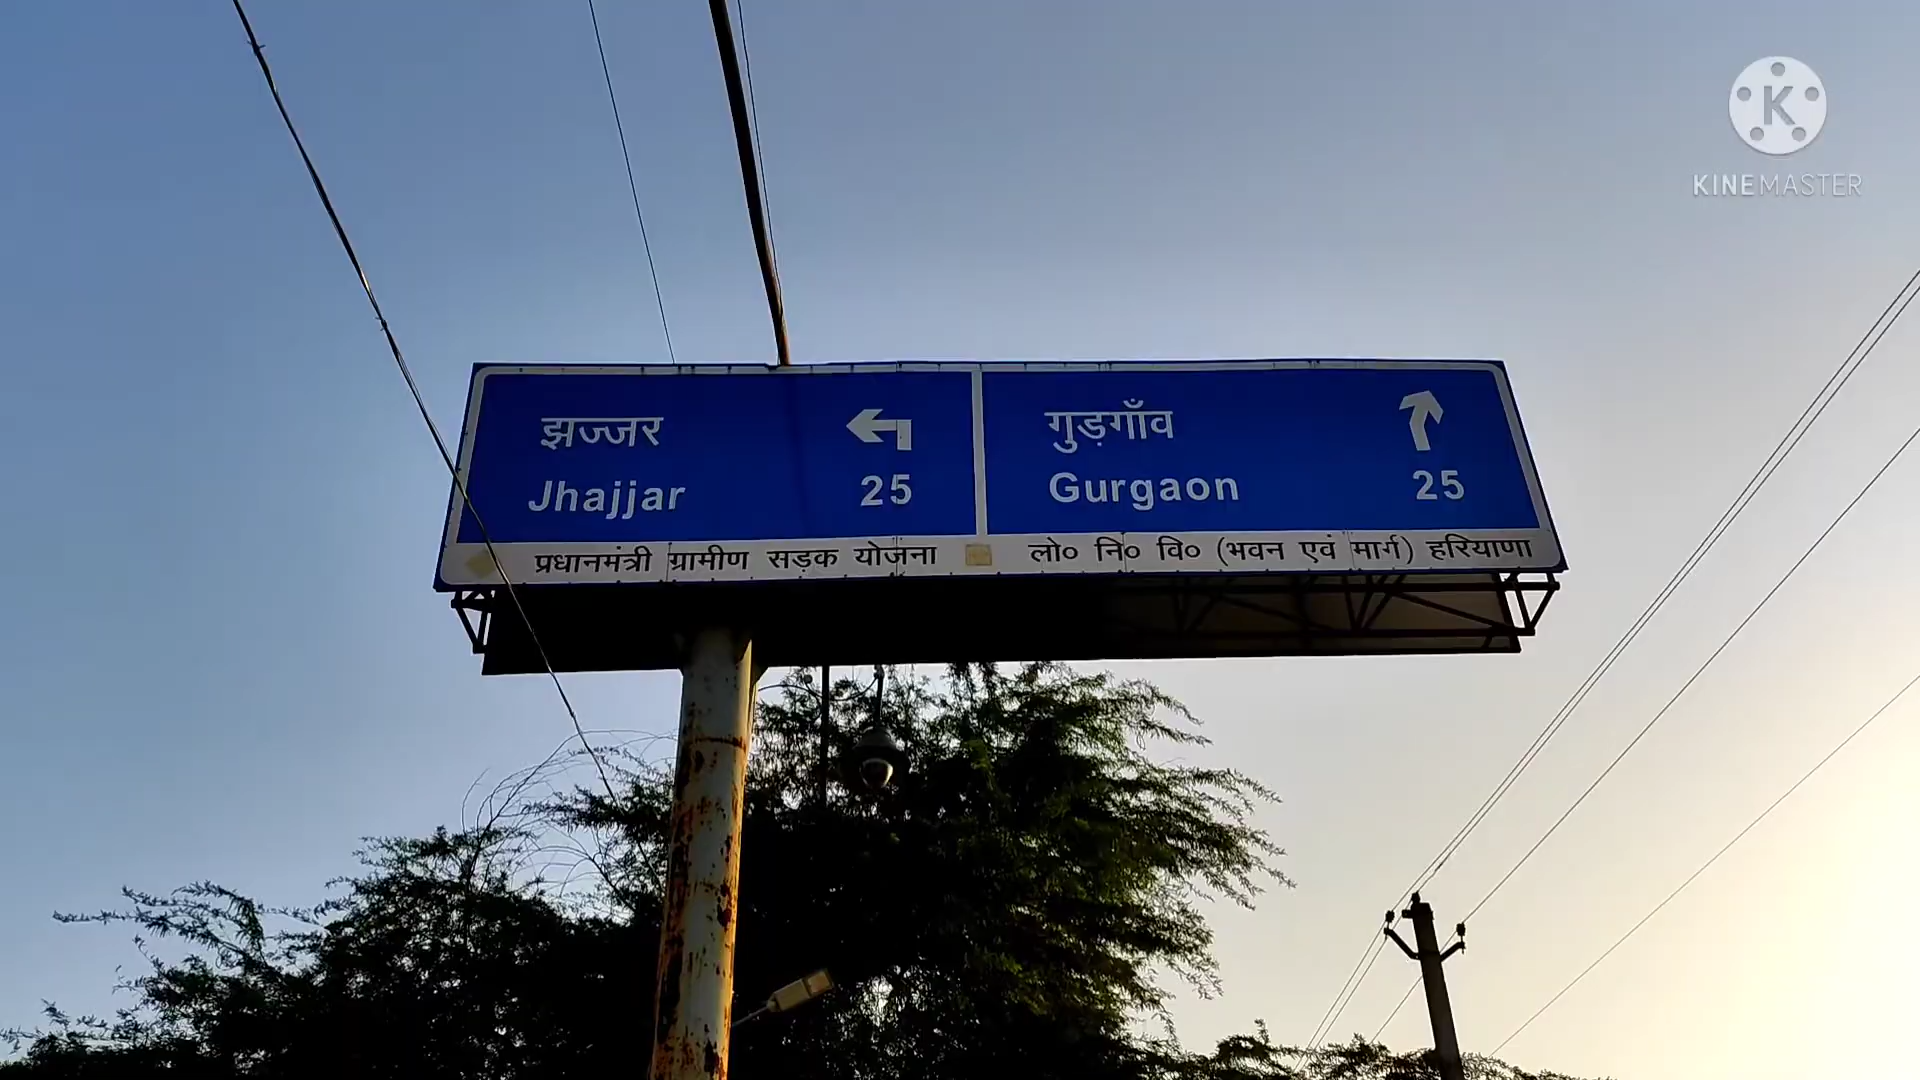 झज्जर
Jhajjar 25
गुड़गाँव
Gurgaon 25
प्रधानमंत्री ग्रामीण सड़क योजना
लो० नि० वि० (भवन एवं मार्ग) हरियाणा
K
KINEMASTER